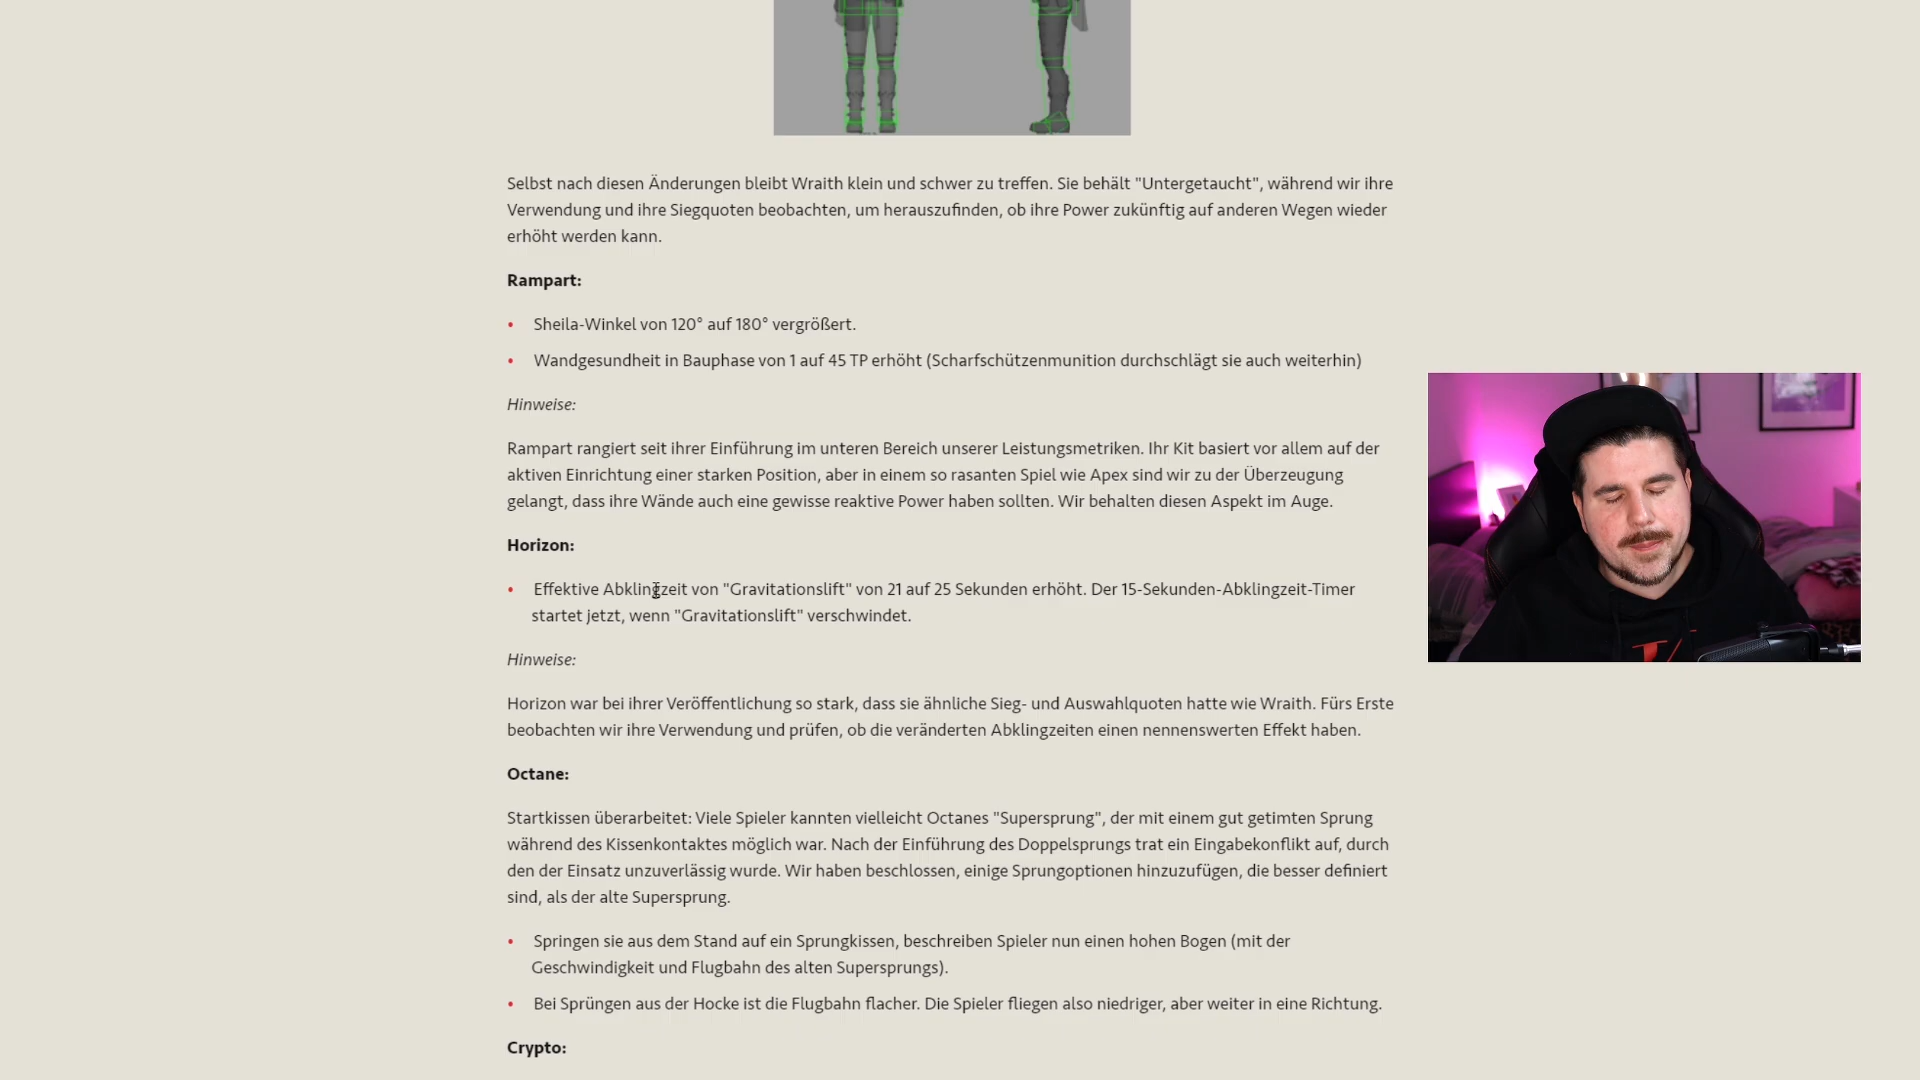 Selbst nach diesen Änderungen bleibt Wraith klein und schwer zu treffen. Sie behält "Untergetaucht", während wir ihre
Verwendung und ihre Siegquoten beobachten, um herauszufinden, ob ihre Power zukünftig auf anderen Wegen wieder
erhöht werden kann.
Rampart:
• Sheila-Winkel von 120° auf 180° vergrößert.
• Wandgesundheit in Bauphase von 1 auf 45 TP erhöht (Scharfschützenmunition durchschlägt sie auch weiterhin)
Hinweise:
Rampart rangiert seit ihrer Einführung im unteren Bereich unserer Leistungsmetriken. Ihr Kit basiert vor allem auf der
aktiven Einrichtung einer starken Position, aber in einem so rasanten Spiel wie Apex sind wir zu der Überzeugung
gelangt, dass ihre Wände auch eine gewisse reaktive Power haben sollten. Wir behalten diesen Aspekt im Auge.
Horizon:
• Effektive Abklingzeit von "Gravitationslift" von 21 auf 25 Sekunden erhöht. Der 15-Sekunden-Abklingzeit-Timer
startet jetzt, wenn "Gravitationslift" verschwindet.
Hinweise:
Horizon war bei ihrer Veröffentlichung so stark, dass sie ähnliche Sieg- und Auswahlquoten hatte wie Wraith. Fürs Erste
beobachten wir ihre Verwendung und prüfen, ob die veränderten Abklingzeiten einen nennenswerten Effekt haben.
Octane:
Startkissen überarbeitet: Viele Spieler kannten vielleicht Octanes "Supersprung", der mit einem gut getimten Sprung
während des Kissenkontaktes möglich war. Nach der Einführung des Doppelsprungs trat ein Eingabekonflikt auf, durch
den der Einsatz unzuverlässig wurde. Wir haben beschlossen, einige Sprungoptionen hinzuzufügen, die besser definiert
sind, als der alte Supersprung.
• Springen sie aus dem Stand auf ein Sprungkissen, beschreiben Spieler nun einen hohen Bogen (mit der
Geschwindigkeit und Flugbahn des alten Supersprungs).
• Bei Sprüngen aus der Hocke ist die Flugbahn flacher. Die Spieler fliegen also niedriger, aber weiter in eine Richtung.
Crypto: